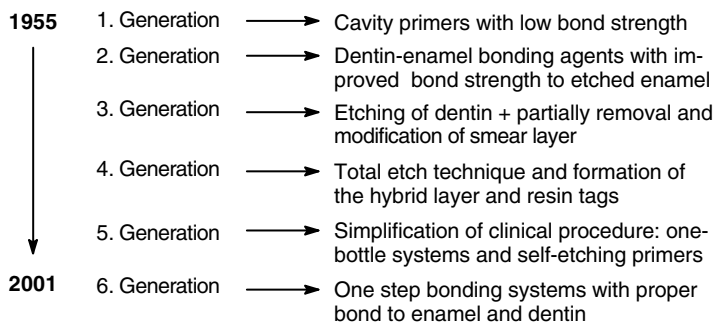 1955 1. Generation Cavity primers with low bond strength
2. Generation Dentin-enamel bonding agents with im-
proved bond strength to etched enamel
3. Generation Etching of dentin + partially removal and
modification of smear layer
4. Generation Total etch technique and formation of
the hybrid layer and resin tags
5. Generation Simplification of clinical procedure: one-
bottle systems and self-etching primers
2001 6. Generation One step bonding systems with proper
bond to enamel and dentin